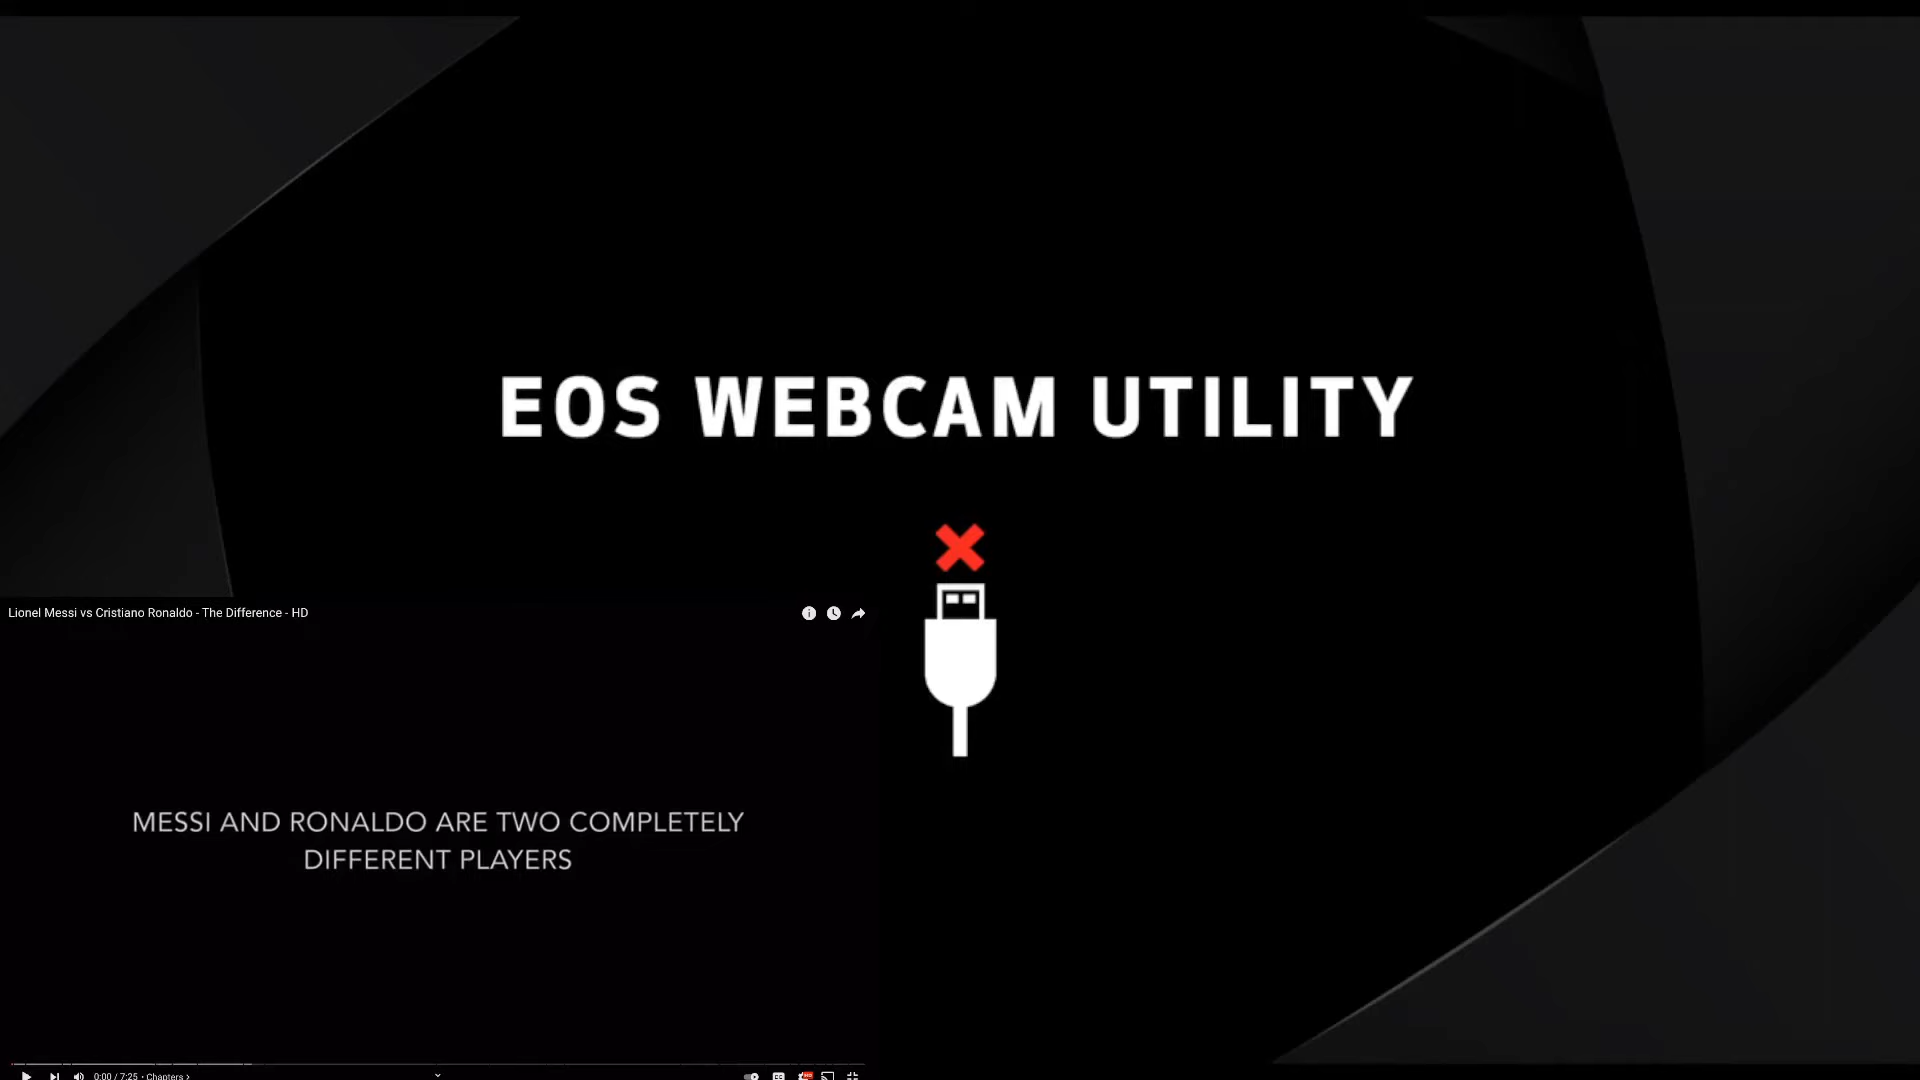 EOS WEBCAM UTILITY
Lionel Messi vs Cristiano Ronaldo - The Difference - HD
MESSI AND RONALDO ARE TWO COMPLETELY
DIFFERENT PLAYERS
0:00 / 7:25 • Chapters ›